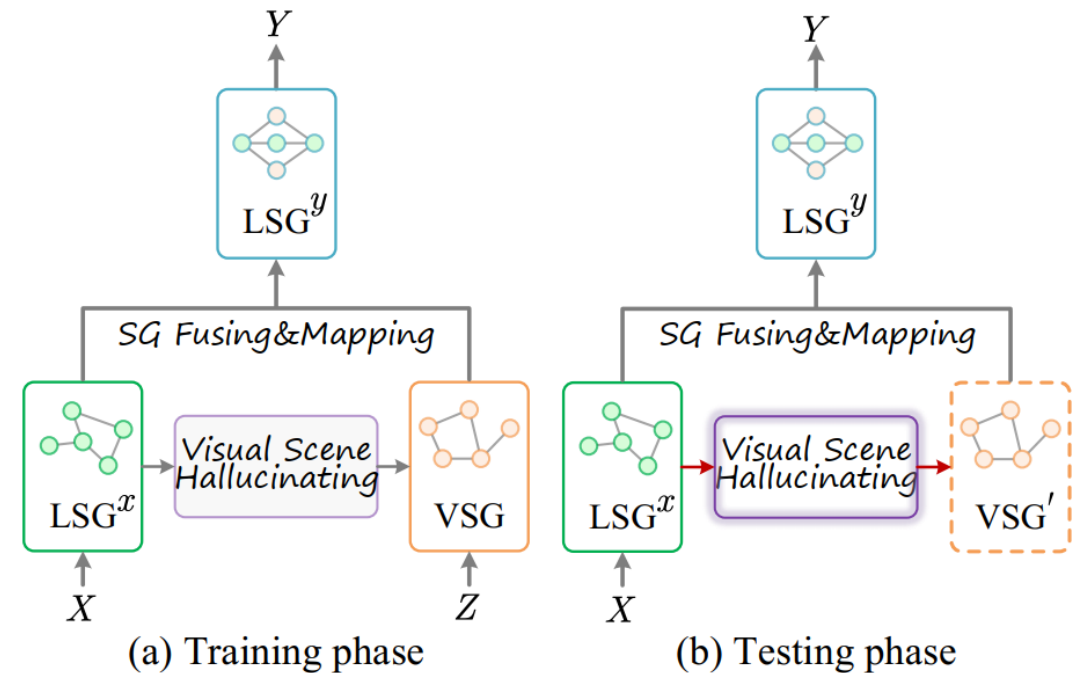 Y
LSG^y
SG Fusing&Mapping
LSG^x
Visual Scene
Hallucinating
VSG
X
Z
(a) Training phase
Y
LSG^y
SG Fusing&Mapping
LSG^x
Visual Scene
Hallucinating
VSG′
X
(b) Testing phase